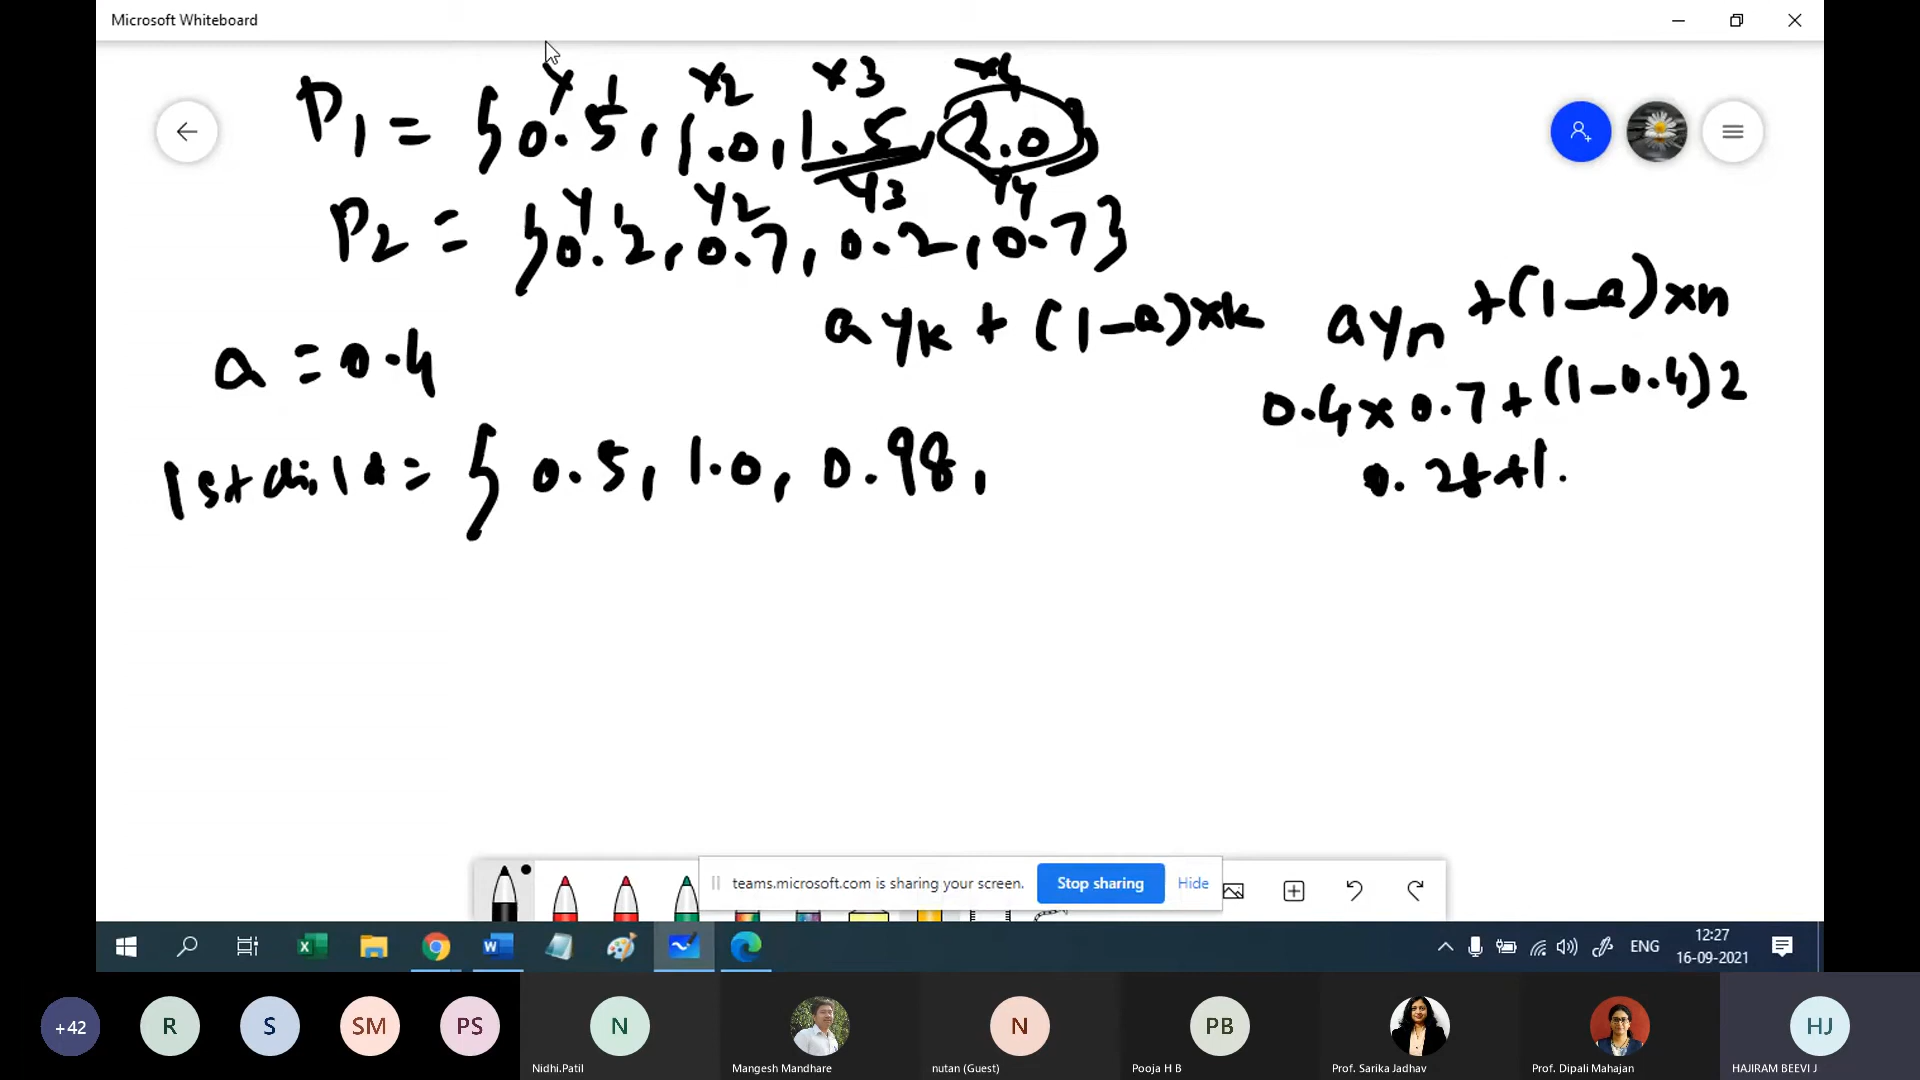 Microsoft Whiteboard
x1 x2 x3 x4
P1 = {0.5, 1.0, 1.5, 2.0}
y1 y2 y3 y4
P2 = {0.2, 0.7, 0.2, 0.7}
a yk + (1-a)xk
ayn +(1-a)xn
a = 0.4
0.4x 0.7+(1-0.4)2
1st child = { 0.5, 1.0, 0.98,
0.28+1.
teams.microsoft.com is sharing your screen. Stop sharing Hide
ENG
12:27
16-09-2021
+42 R S SM PS N N PB HJ
Nidhi.Patil Mangesh Mandhare nutan (Guest) Pooja H B Prof. Sarika Jadhav Prof. Dipali Mahajan HAJIRAM BEEVI J